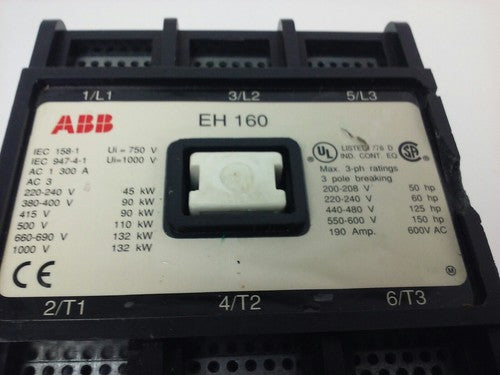 1/L1 3/L2 5/L3
ABB EH 160
IEC 158-1 Ui = 750 V
IEC 947-4-1 Ui=1000 V
AC 1 300 A
AC 3
220-240 V 45 kW
380-400 V 90 kW
415 V 90 kW
500 V 110 kW
660-690 V 132 kW
1000 V 132 kW
CE
UL LISTED D
IND. CONT. EQ.
Max. 3-ph ratings
3 pole breaking
200-208 V 50 hp
220-240 V 60 hp
440-480 V 125 hp
550-600 V 150 hp
190 Amp. 600V AC
M
2/T1 4/T2 6/T3